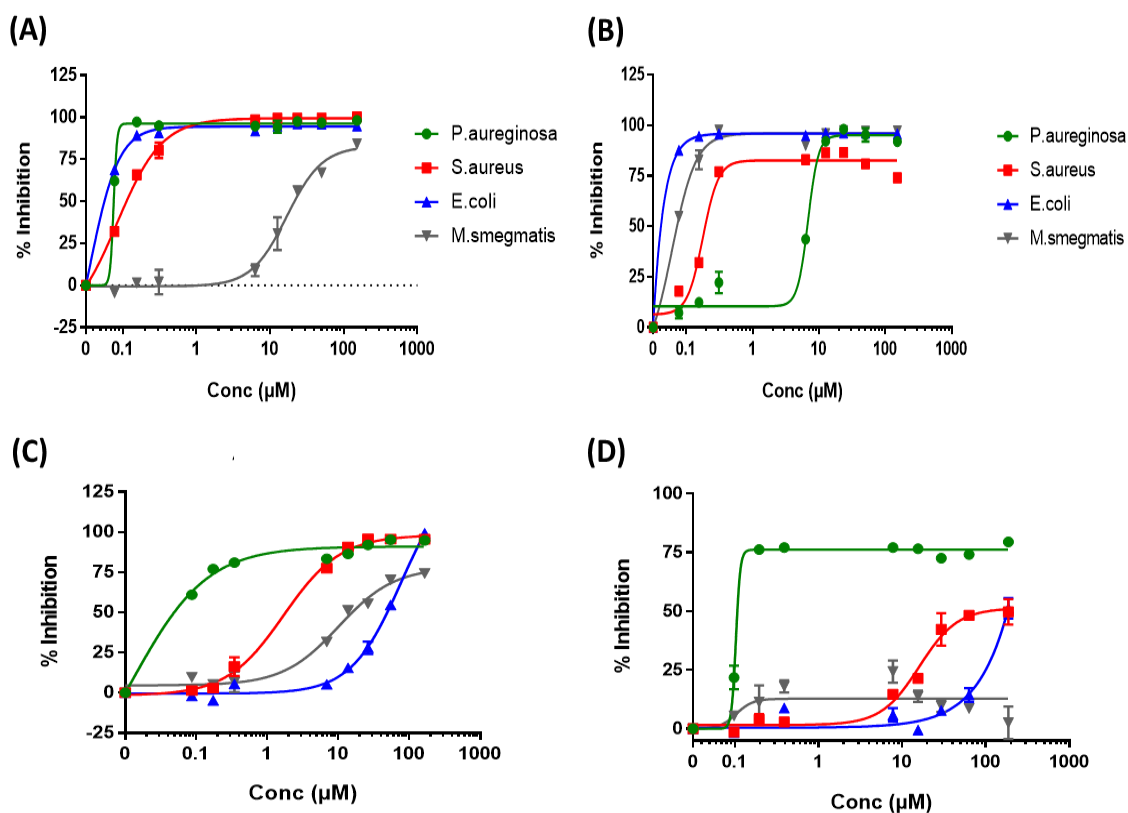 (A)
125
100
75
50
25
0
-25
% Inhibition
0 0.1 1 10 100 1000
Conc (µM)
P.aureginosa
S.aureus
E.coli
M.smegmatis
(B)
125
100
75
50
25
0
% Inhibition
0 0.1 1 10 100 1000
Conc (µM)
P.aureginosa
S.aureus
E.coli
M.smegmatis
(C)
125
100
75
50
25
0
-25
% Inhibition
0 0.1 1 10 100 1000
Conc (µM)
(D)
100
75
50
25
0
% Inhibition
0 0.1 1 10 100 1000
Conc (µM)